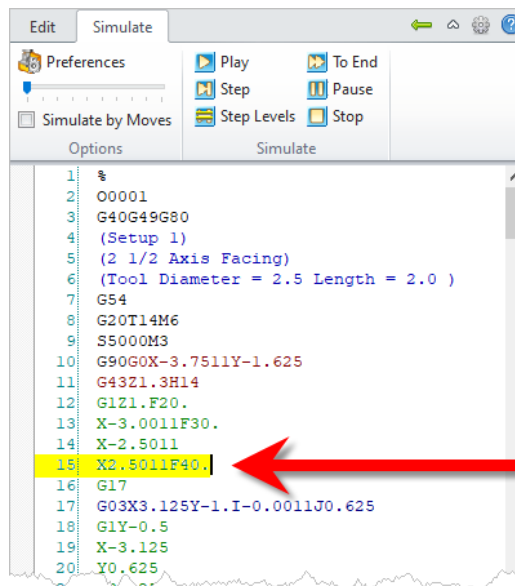 Edit Simulate
Preferences
Simulate by Moves
Options
Play
Step
Step Levels
To End
Pause
Stop
Simulate
1 %
2 O0001
3 G40G49G80
4 (Setup 1)
5 (2 1/2 Axis Facing)
6 (Tool Diameter = 2.5 Length = 2.0 )
7 G54
8 G20T14M6
9 S5000M3
10 G90G0X-3.7511Y-1.625
11 G43Z1.3H14
12 G1Z1.F20.
13 X-3.0011F30.
14 X-2.5011
15 X2.5011F40.
16 G17
17 G03X3.125Y-1.I-0.0011J0.625
18 G1Y-0.5
19 X-3.125
20 Y0.625